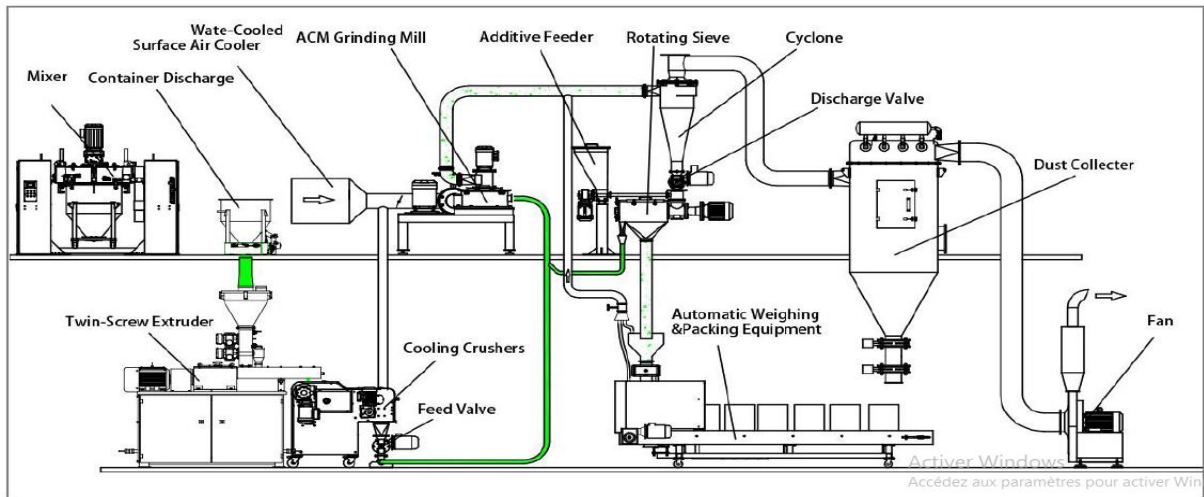 Wate-Cooled
Surface Air Cooler
ACM Grinding Mill
Additive Feeder
Rotating Sieve
Cyclone
Mixer
Container Discharge
Discharge Valve
Dust Collecter
Twin-Screw Extruder
Cooling Crushers
Feed Valve
Automatic Weighing
&Packing Equipment
Fan
Activer Windows
Accédez aux paramètres pour activer Win